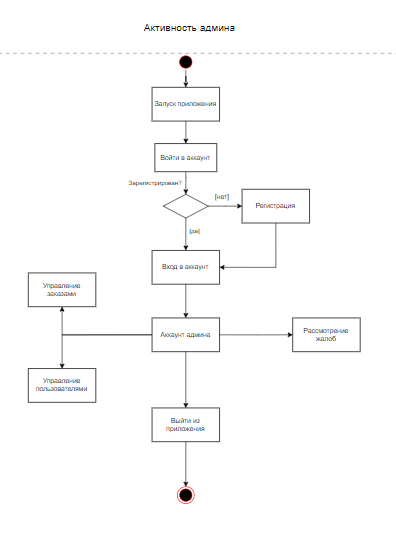 Активность админа
Запуск приложения
Войти в аккаунт
Зарегистрирован?
[нет]
Регистрация
[да]
Вход в аккаунт
Управление
заказами
Аккаунт админа
Рассмотрение
жалоб
Управление
пользователями
Выйти из
приложения